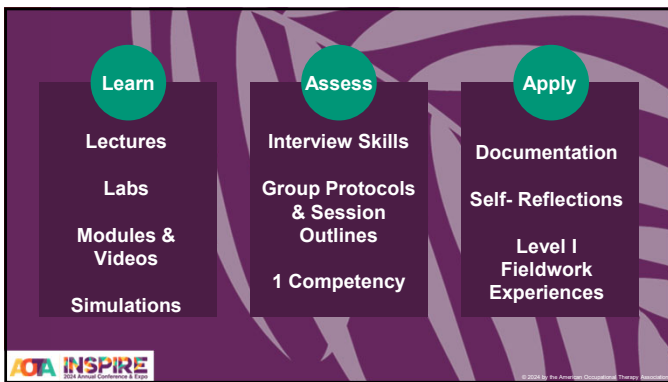 Learn
Lectures
Labs
Modules &
Videos
Simulations
Assess
Interview Skills
Group Protocols
& Session
Outlines
1 Competency
Apply
Documentation
Self- Reflections
Level I
Fieldwork
Experiences
AOTA INSPIRE
2024 Annual Conference & Expo
© 2024 by the American Occupational Therapy Association